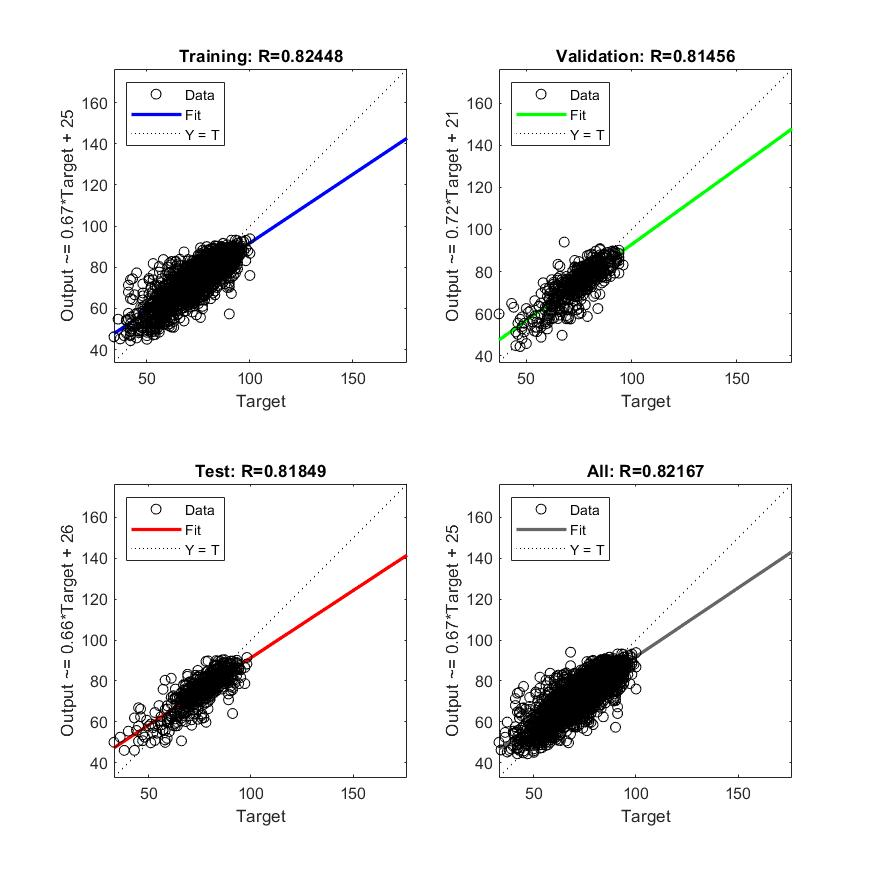 Training: R=0.82448
Output ~= 0.67*Target + 25
160
140
120
100
80
60
40
Data
Fit
Y = T
50
100
150
Target
Validation: R=0.81456
Output ~= 0.72*Target + 21
160
140
120
100
80
60
40
Data
Fit
Y = T
50
100
150
Target
Test: R=0.81849
Output ~= 0.66*Target + 26
160
140
120
100
80
60
40
Data
Fit
Y = T
50
100
150
Target
All: R=0.82167
Output ~= 0.67*Target + 25
160
140
120
100
80
60
40
Data
Fit
Y = T
50
100
150
Target